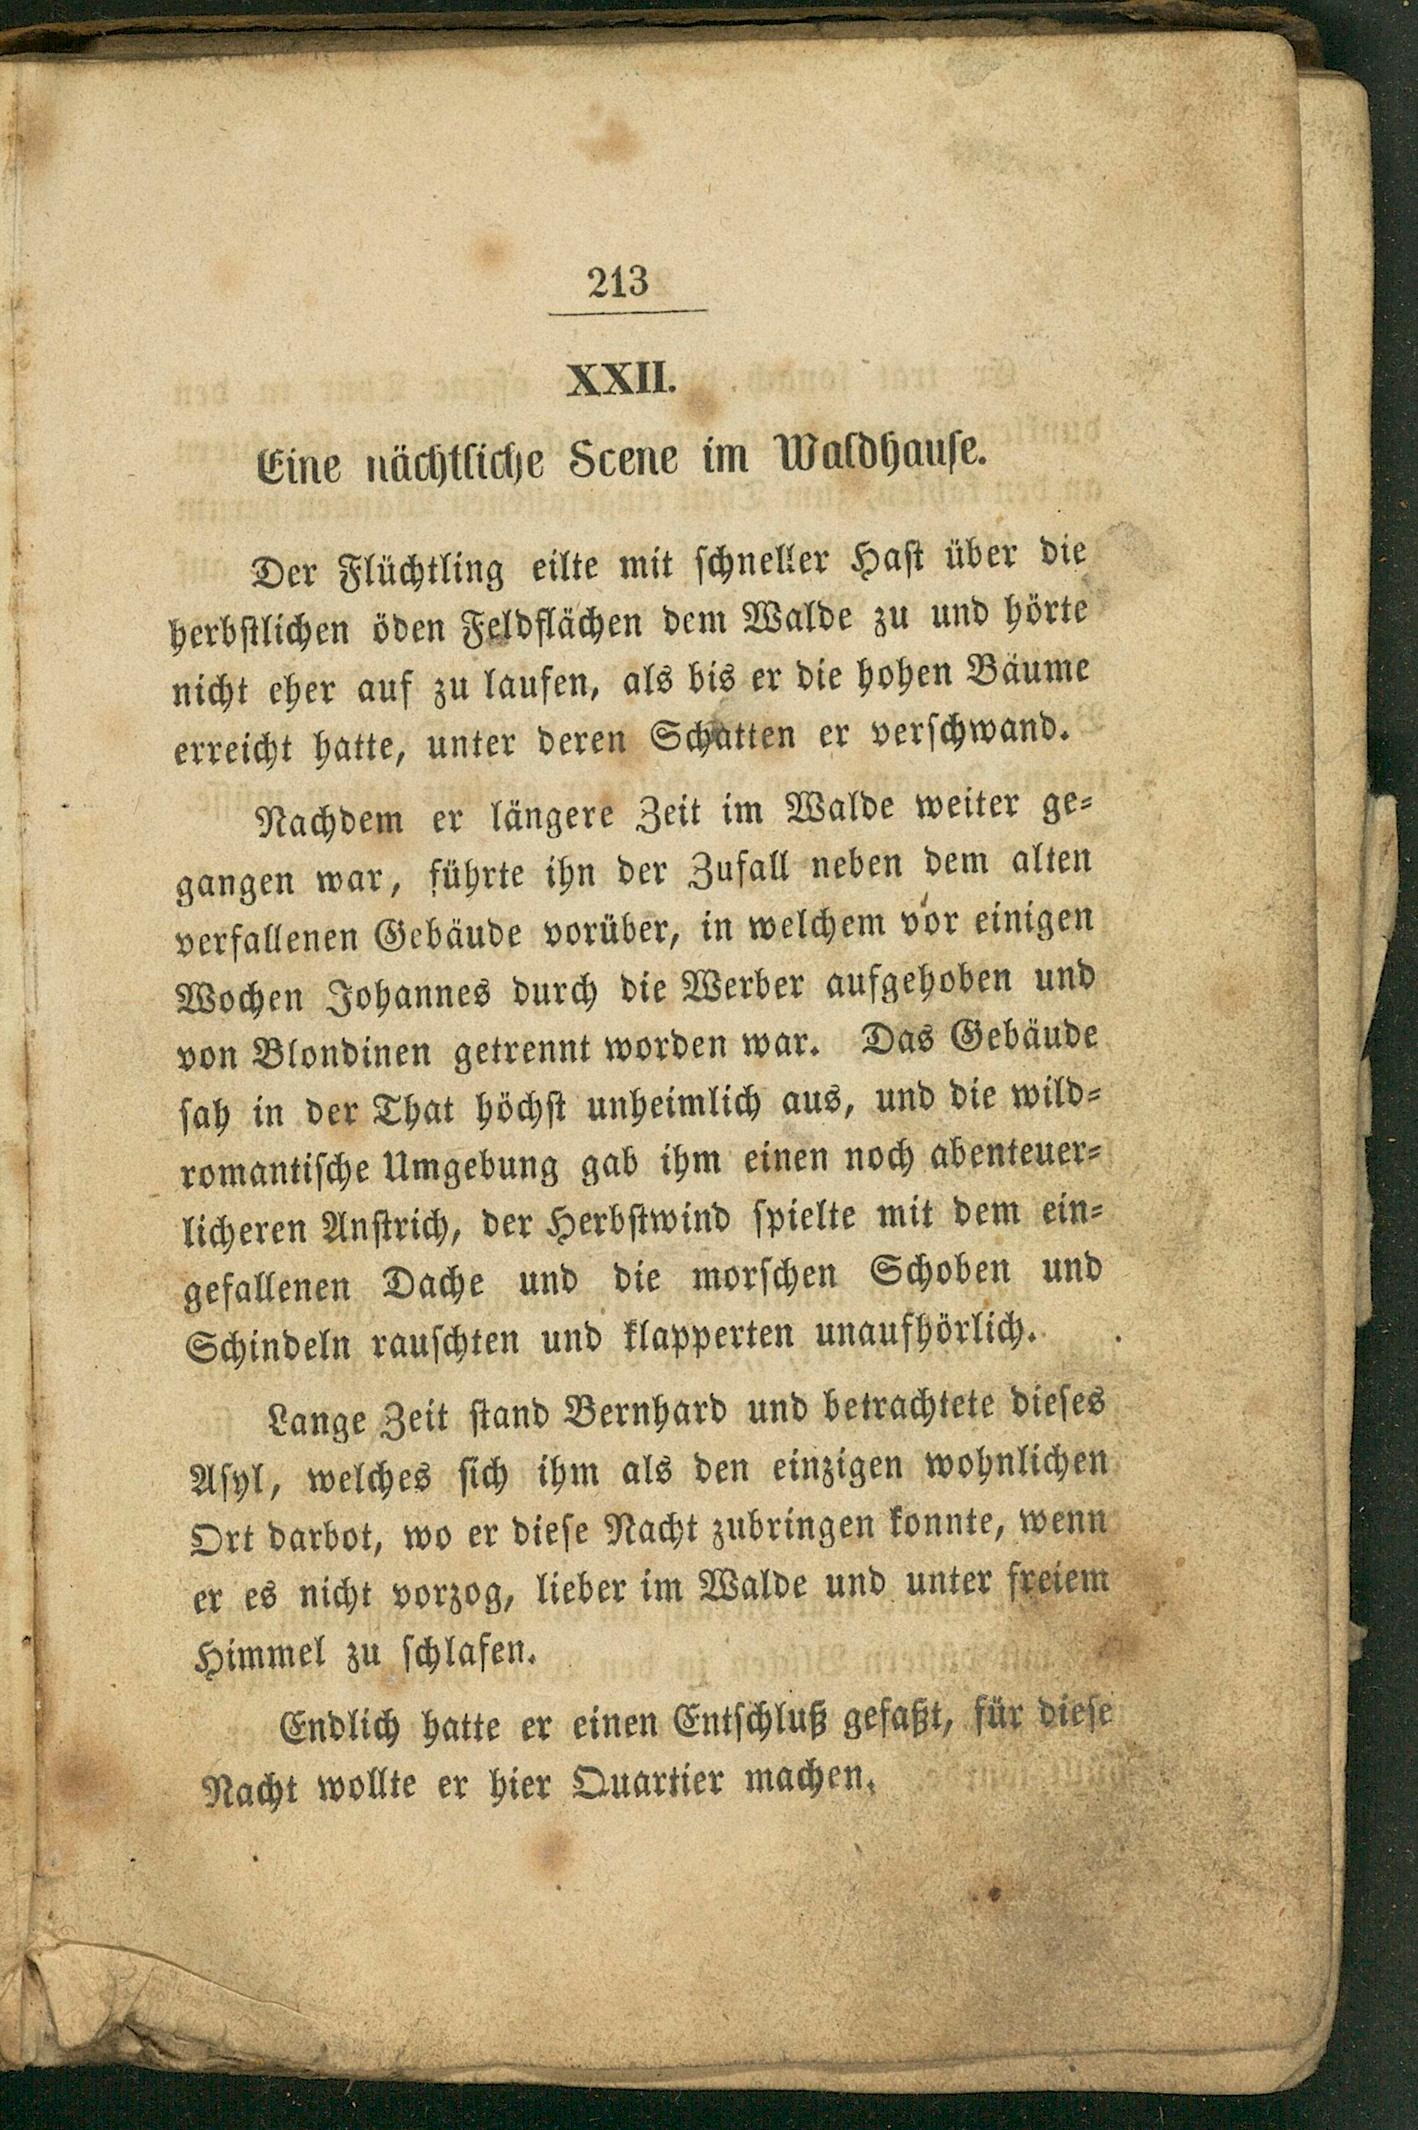 213
XXII.
Eine nächtliche Scene im Waldhause.
Der Flüchtling eilte mit schneller Hast über die
herbstlichen öden Feldflächen dem Walde zu und hörte
nicht eher auf zu laufen, als bis er die hohen Bäume
erreicht hatte, unter deren Schatten er verschwand.
Nachdem er längere Zeit im Walde weiter ge-
gangen war, führte ihn der Zufall neben dem alten
verfallenen Gebäude vorüber, in welchem vor einigen
Wochen Johannes durch die Werber aufgehoben und
von Blondinen getrennt worden war. Das Gebäude
sah in der That höchst unheimlich aus, und die wild-
romantische Umgebung gab ihm einen noch abenteuer-
licheren Anstrich, der Herbstwind spielte mit dem ein-
gefallenen Dache und die morschen Schoben und
Schindeln rauschten und klapperten unaufhörlich.
Lange Zeit stand Bernhard und betrachtete dieses
Asyl, welches sich ihm als den einzigen wohnlichen
Ort darbot, wo er diese Nacht zubringen konnte, wenn
er es nicht vorzog, lieber im Walde und unter freiem
Himmel zu schlafen.
Endlich hatte er einen Entschluß gefaßt, für diese
Nacht wollte er hier Quartier machen.